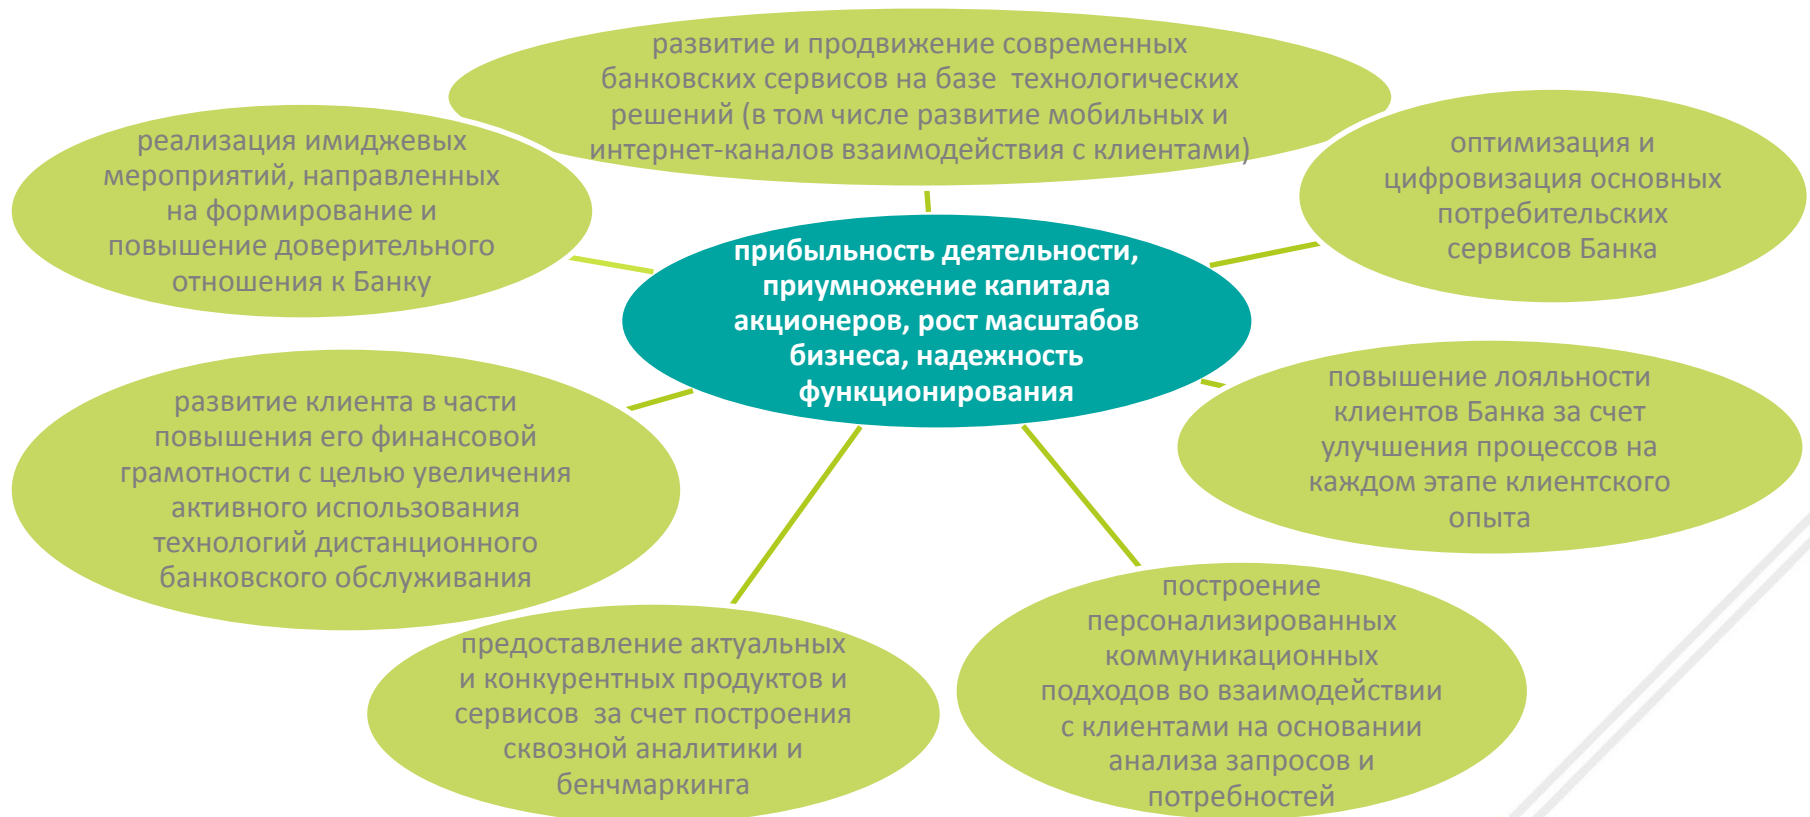 развитие и продвижение современных
банковских сервисов на базе технологических
решений (в том числе развитие мобильных и
интернет-каналов взаимодействия с клиентами)
реализация имиджевых
мероприятий, направленных
на формирование и
повышение доверительного
отношения к Банку
оптимизация и
цифровизация основных
потребительских
сервисов Банка
прибыльность деятельности,
приумножение капитала
акционеров, рост масштабов
бизнеса, надежность
функционирования
развитие клиента в части
повышения его финансовой
грамотности с целью увеличения
активного использования
технологий дистанционного
банковского обслуживания
повышение лояльности
клиентов Банка за счет
улучшения процессов на
каждом этапе клиентского
опыта
предоставление актуальных
и конкурентных продуктов и
сервисов за счет построения
сквозной аналитики и
бенчмаркинга
построение
персонализированных
коммуникационных
подходов во взаимодействии
с клиентами на основании
анализа запросов и
потребностей